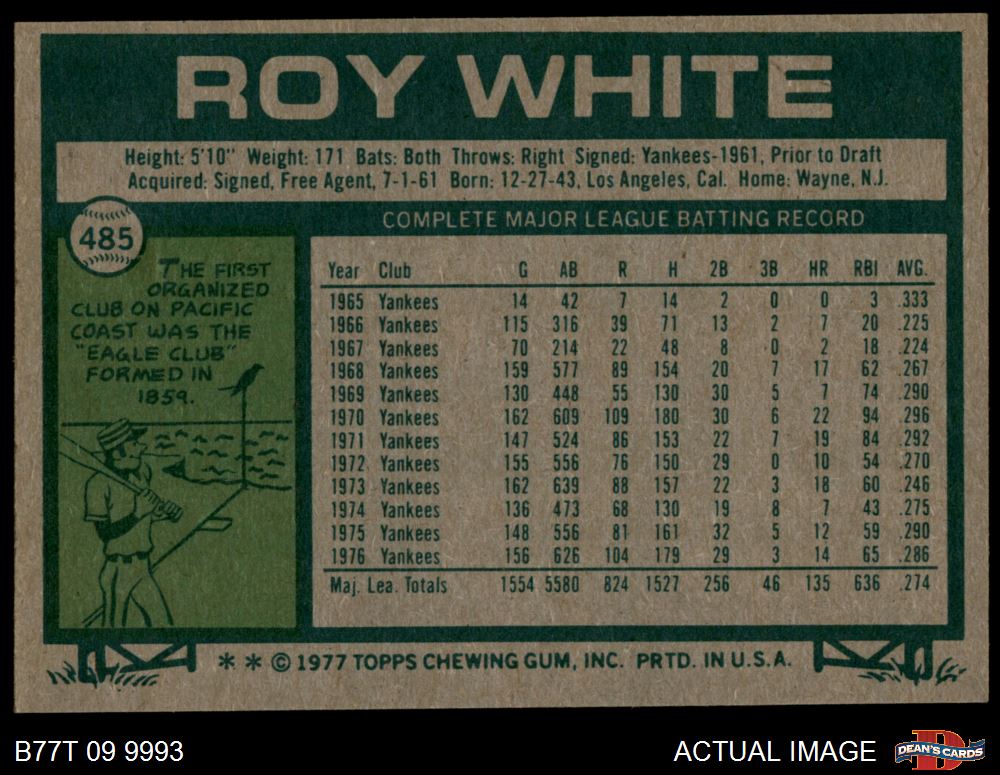 ROY WHITE
Height: 5'10" Weight: 171 Bats: Both Throws: Right Signed: Yankees-1961, Prior to Draft
Acquired: Signed, Free Agent, 7-1-61 Born: 12-27-43, Los Angeles, Cal. Home: Wayne, N.J.
485
THE FIRST
ORGANIZED
CLUB ON PACIFIC
COAST WAS THE
"EAGLE CLUB"
FORMED IN
1859.
COMPLETE MAJOR LEAGUE BATTING RECORD
Year Club G AB R H 2B 3B HR RBI AVG.
1965 Yankees 14 42 7 14 2 0 0 3 .333
1966 Yankees 115 316 39 71 13 2 7 20 .225
1967 Yankees 70 214 22 48 8 0 2 18 .224
1968 Yankees 159 577 89 154 20 7 17 62 .267
1969 Yankees 130 448 55 130 30 5 7 74 .290
1970 Yankees 162 609 109 180 30 6 22 94 .296
1971 Yankees 147 524 86 153 22 7 19 84 .292
1972 Yankees 155 556 76 150 29 0 10 54 .270
1973 Yankees 162 639 88 157 22 3 18 60 .246
1974 Yankees 136 473 68 130 19 8 7 43 .275
1975 Yankees 148 556 81 161 32 5 12 59 .290
1976 Yankees 156 626 104 179 29 3 14 65 .286
Maj. Lea. Totals 1554 5580 824 1527 256 46 135 636 .274
* * © 1977 TOPPS CHEWING GUM, INC. PRTD. IN U.S.A.
B77T 09 9993
ACTUAL IMAGE
D
DEAN'S CARDS